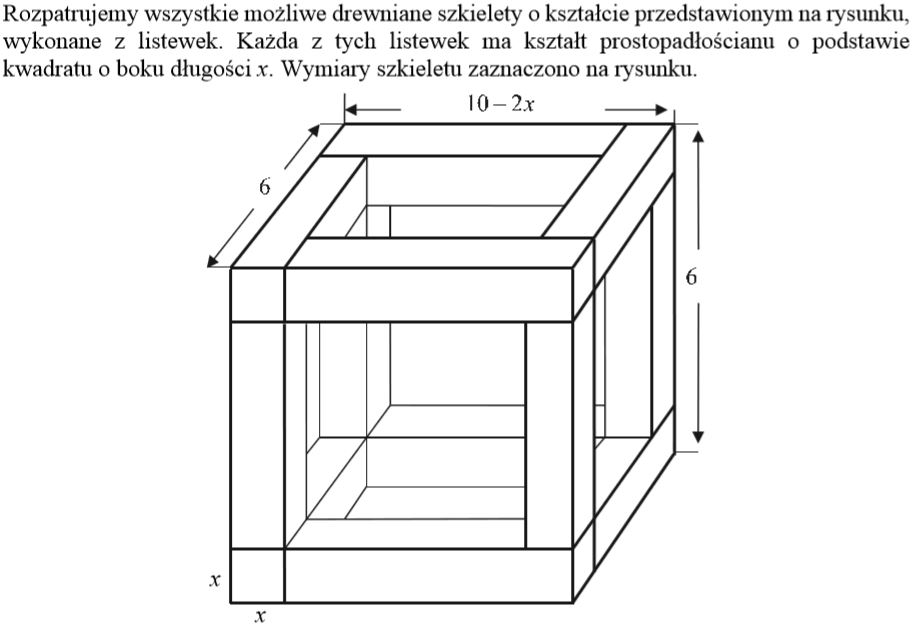 Rozpatrujemy wszystkie możliwe drewniane szkielety o kształcie przedstawionym na rysunku,
wykonane z listewek. Każda z tych listewek ma kształt prostopadłościanu o podstawie
kwadratu o boku długości x. Wymiary szkieletu zaznaczono na rysunku.
10 – 2x
6
6
x
x